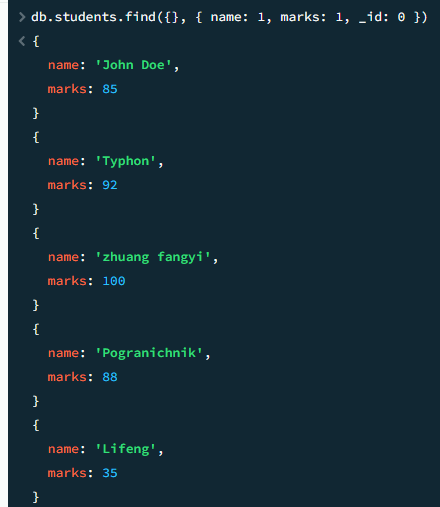 > db.students.find({}, { name: 1, marks: 1, _id: 0 })
< {
name: 'John Doe',
marks: 85
}
{
name: 'Typhon',
marks: 92
}
{
name: 'zhuang fangyi',
marks: 100
}
{
name: 'Pogranichnik',
marks: 88
}
{
name: 'Lifeng',
marks: 35
}